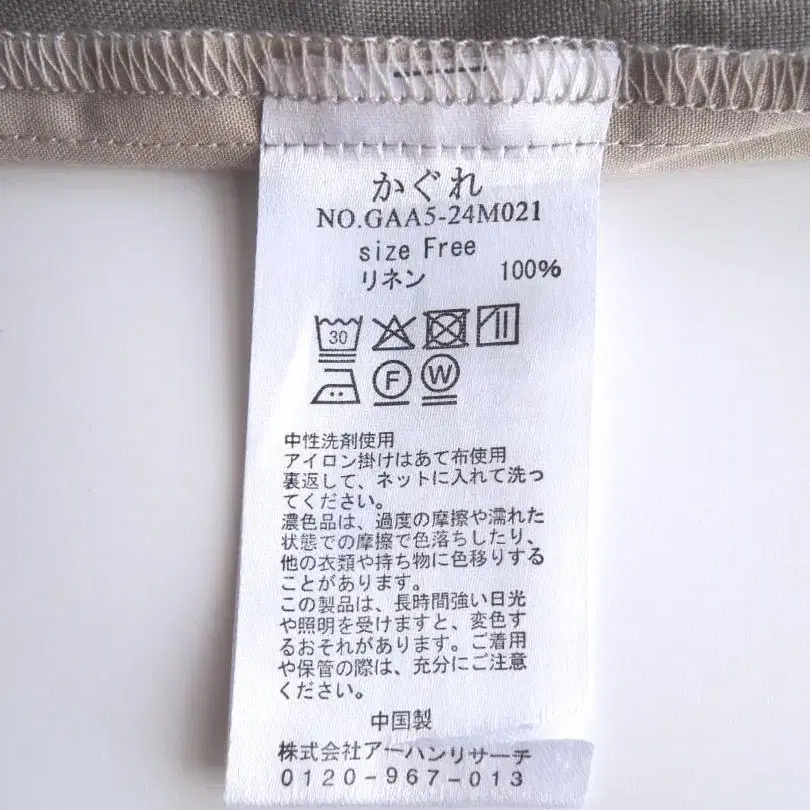 かぐれ
NO.GAA5-24M021
size Free
リネン 100%
30
F W
中性洗剤使用
アイロン掛けはあて布使用
裏返して、ネットに入れて洗っ
てください。
濃色品は、過度の摩擦や濡れた
状態での摩擦で色落ちしたり、
他の衣類や持ち物に色移りする
ことがあります。
この製品は、長時間強い日光
や照明を受けますと、変色す
るおそれがあります。ご着用
や保管の際は、充分にご注意
ください。
中国製
株式会社アーハンリサーチ
0120-967-013